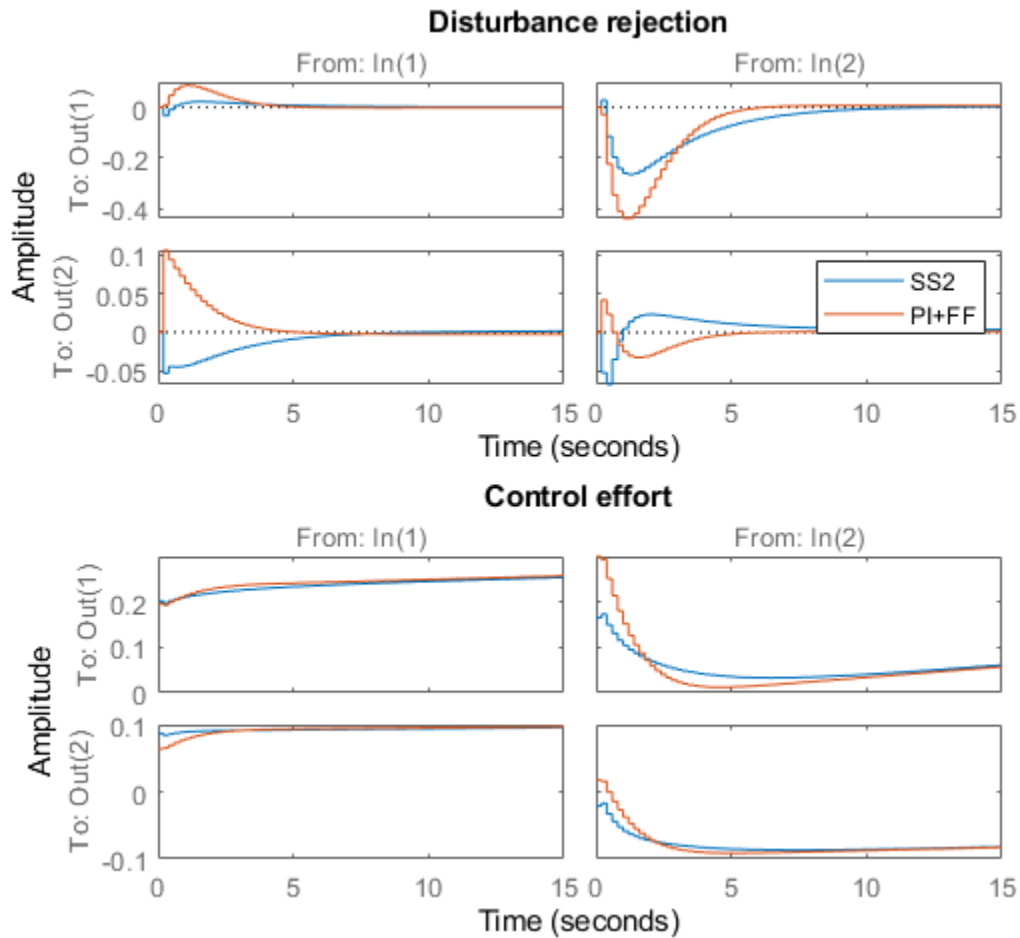 Disturbance rejection
From: In(1)
From: In(2)
Amplitude
To: Out(1)
0
-0.2
-0.4
To: Out(2)
0.1
0.05
0
-0.05
SS2
PI+FF
0 5 10 15 0 5 10 15
Time (seconds)
Control effort
From: In(1)
From: In(2)
Amplitude
To: Out(1)
0.2
0.1
0
To: Out(2)
0.1
0
-0.1
0 5 10 15 0 5 10 15
Time (seconds)